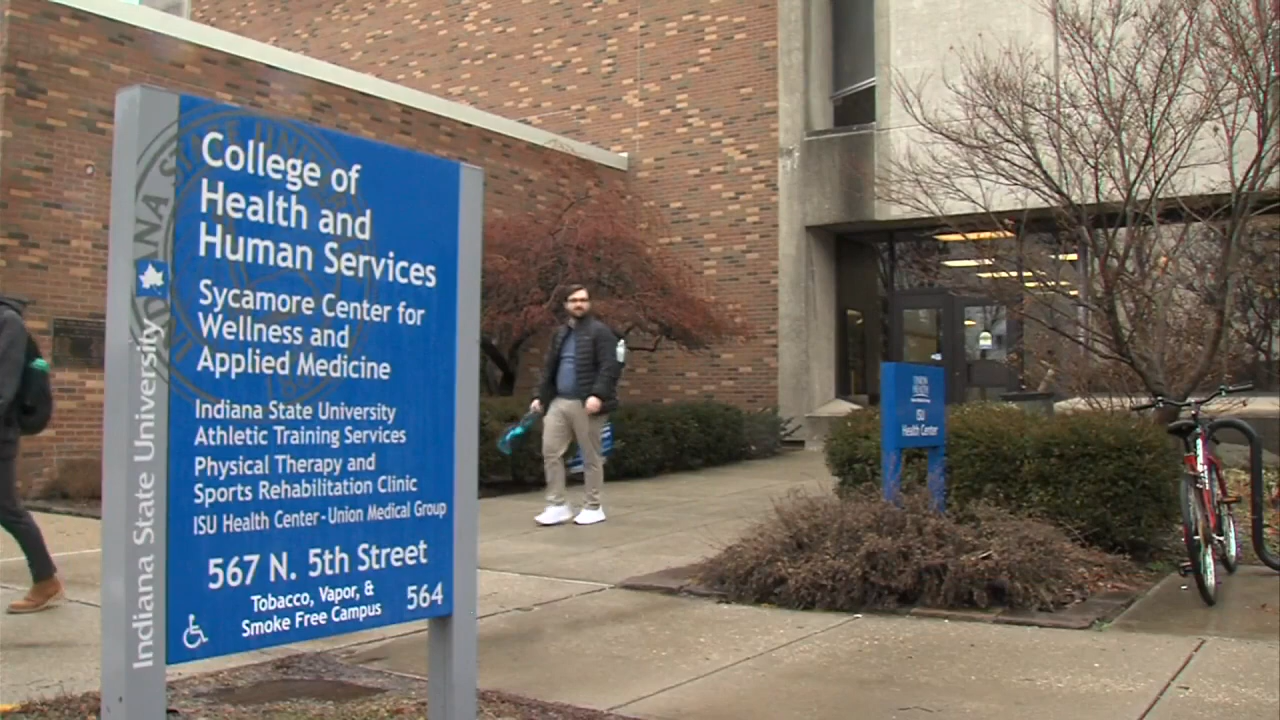 College of
Health and
Human Services
Sycamore Center for
Wellness and
Applied Medicine
Indiana State University
Athletic Training Services
Physical Therapy and
Sports Rehabilitation Clinic
ISU Health Center-Union Medical Group
567 N. 5th Street
Tobacco, Vapor, &
Smoke Free Campus
564
Indiana State University
UNION
HEALTH
ISU
Health Center